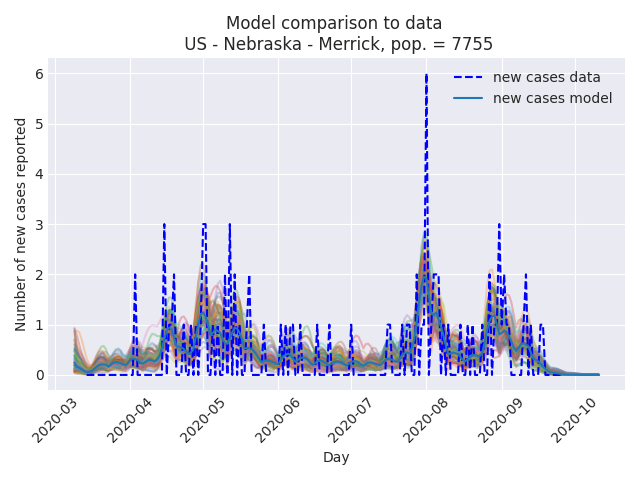 Model comparison to data
US - Nebraska - Merrick, pop. = 7755
new cases data
new cases model
Number of new cases reported
6
5
4
3
2
1
0
2020-03
2020-04
2020-05
2020-06
2020-07
2020-08
2020-09
2020-10
Day